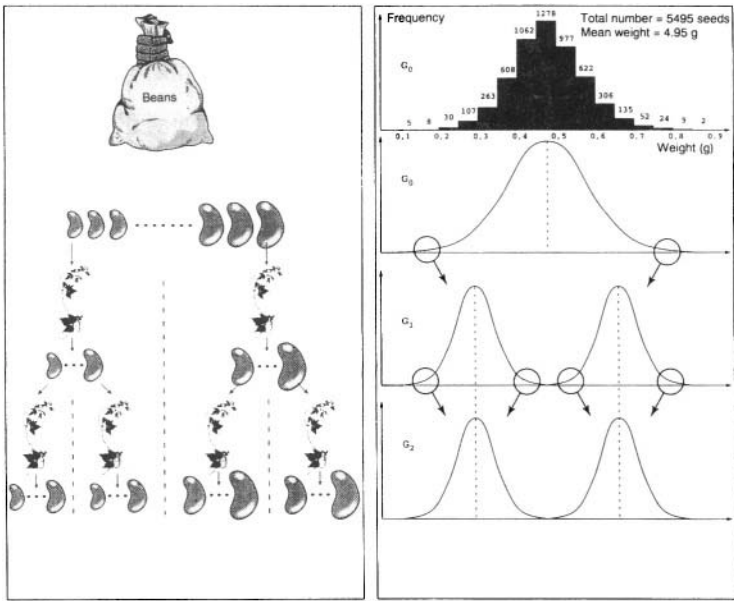 Beans
Frequency
Total number = 5495 seeds
Mean weight = 4.95 g
G0
5 8 30 107 263 608 1062 1278 977 622 306 135 52 24 9 2
0.1 0.2 0.3 0.4 0.5 0.6 0.7 0.8 0.9
Weight (g)
G0
G1
G2